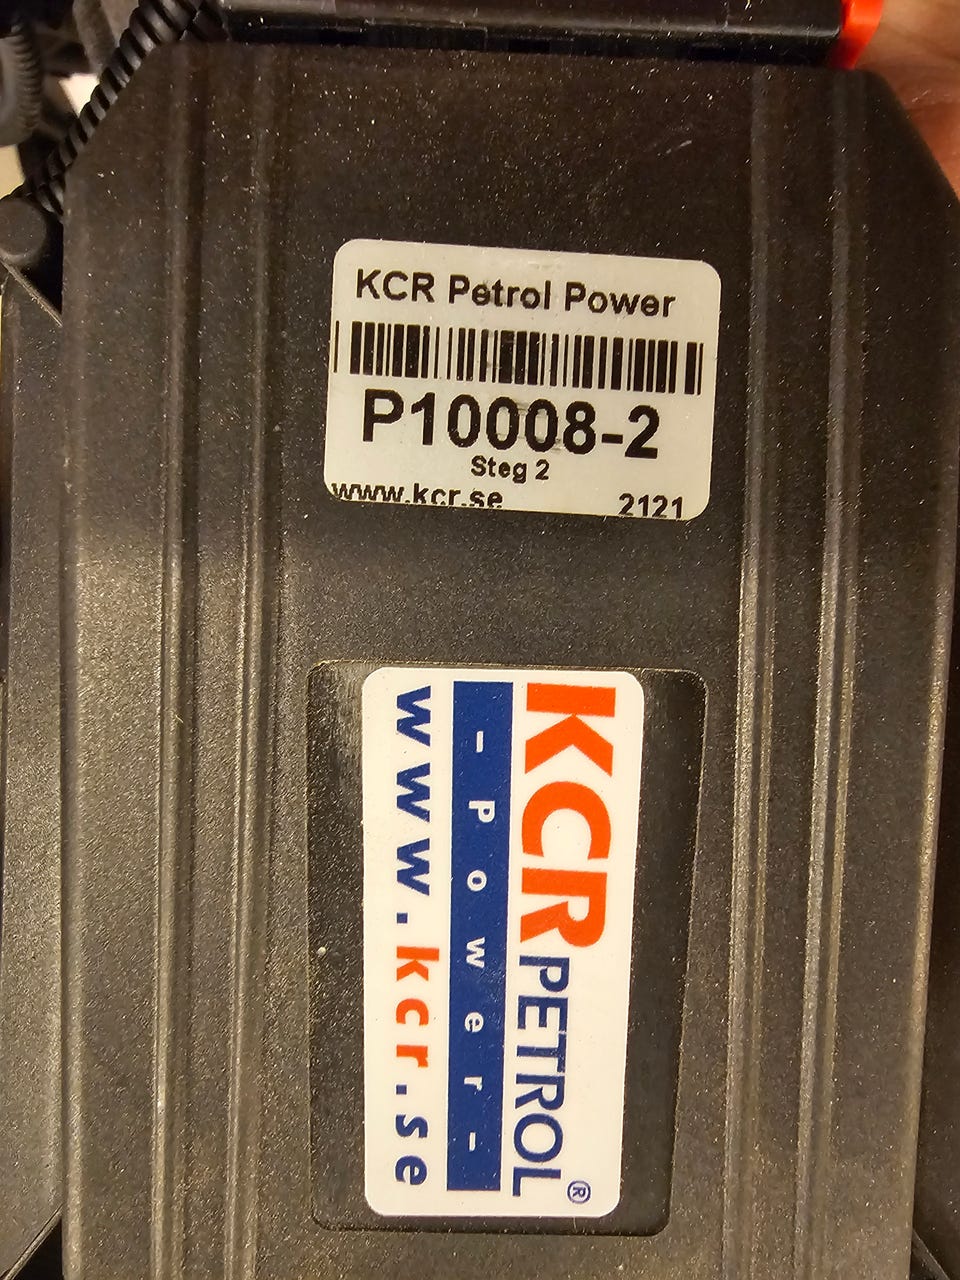 KCR Petrol Power
P10008-2
Steg 2
www.kcr.se 2121
KCR PETROL®
- Power -
www.kcr.se